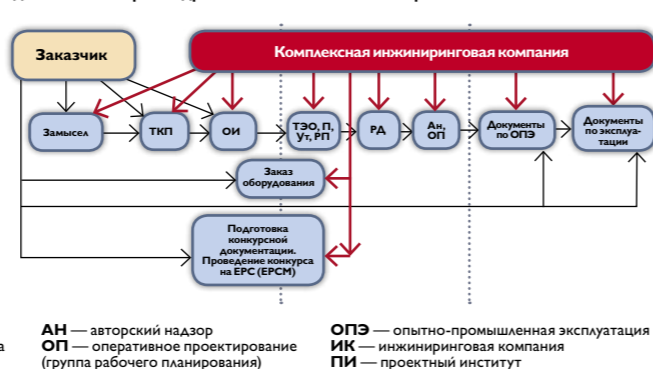 Заказчик
Комплексная инжиниринговая компания
Замысел
ТКП
ОИ
ТЭО, П,
Ут, РП
РД
Ан,
ОП
Документы
по ОПЭ
Документы
по эксплуа-
тации
Заказ
оборудования
Подготовка
конкурсной
документации.
Проведение конкурса
на EPC (EPCM)
АН — авторский надзор
ОП — оперативное проектирование
(группа рабочего планирования)
ОПЭ — опытно-промышленная эксплуатация
ИК — инжиниринговая компания
ПИ — проектный институт